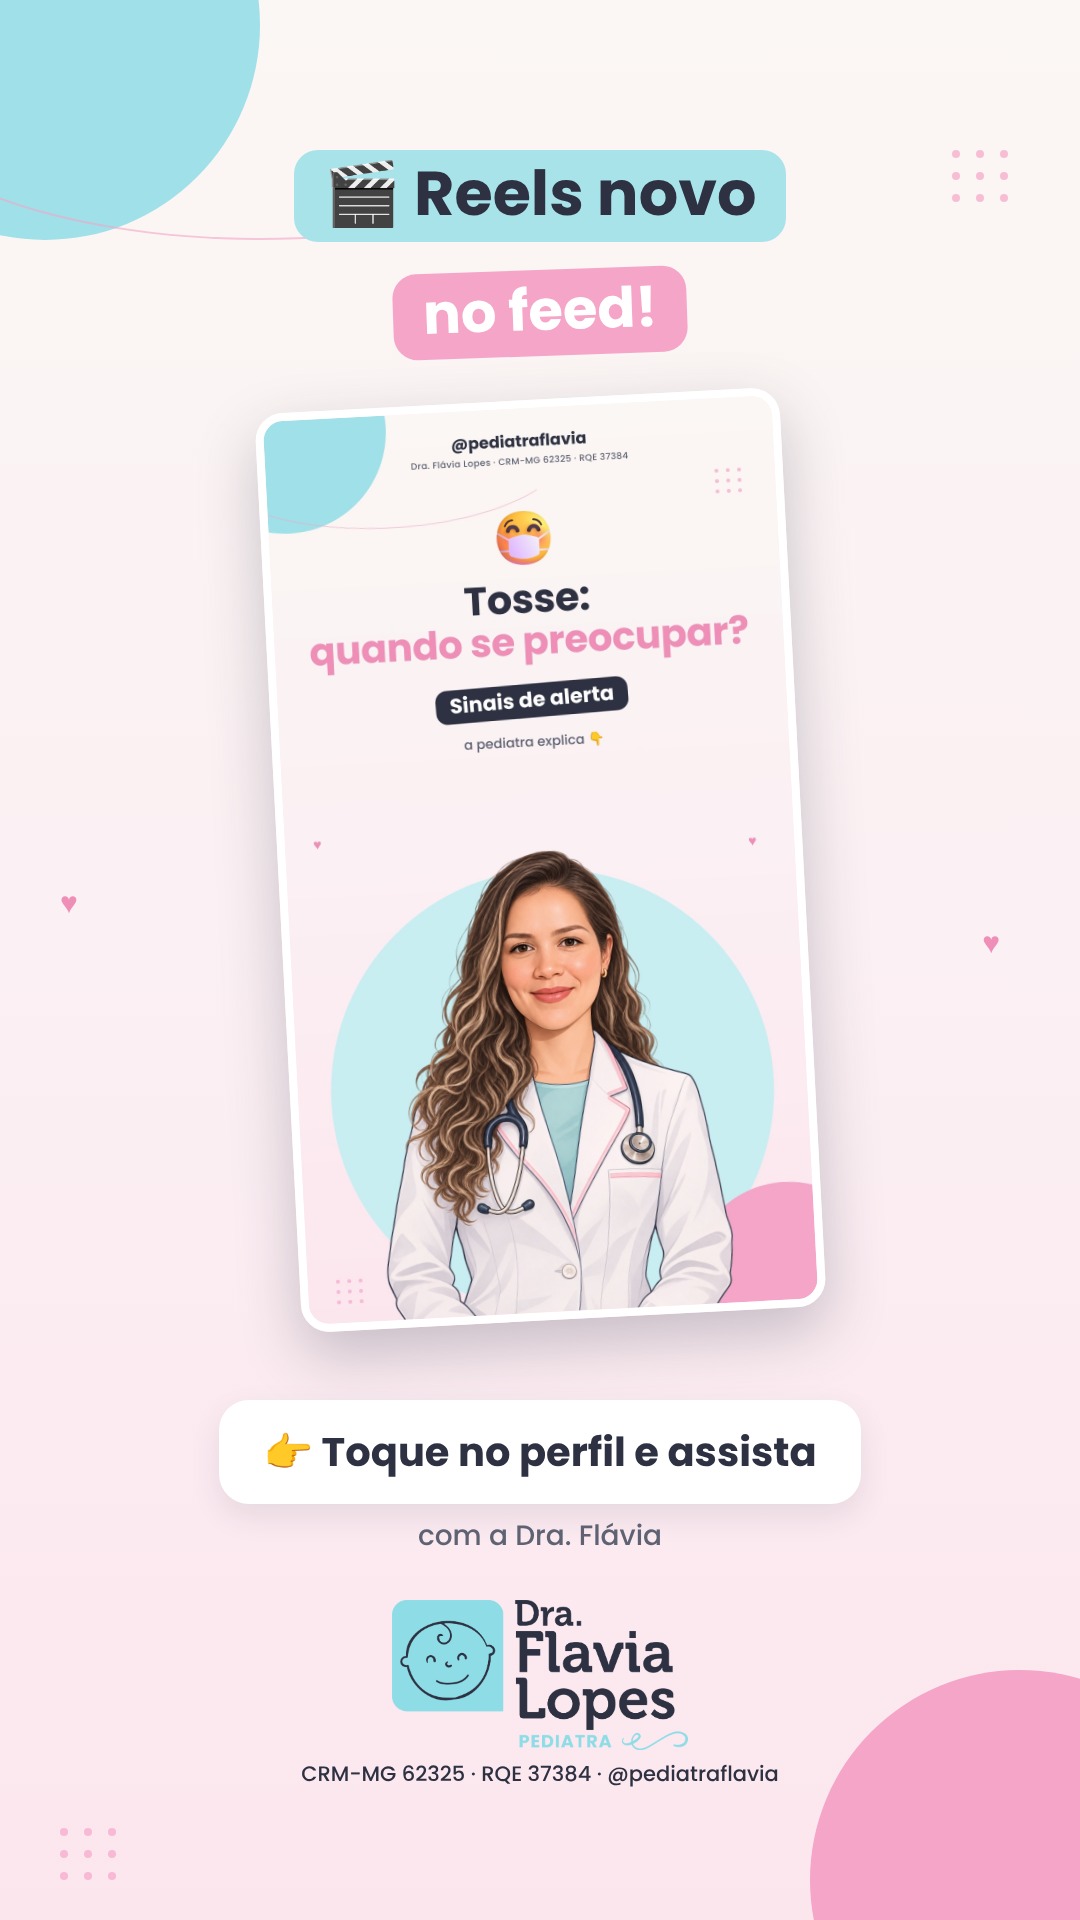 🎬 Reels novo
no feed!
@pediatraflavia
Dra. Flávia Lopes · CRM-MG 62325 · RQE 37384
Tosse:
quando se preocupar?
Sinais de alerta
a pediatra explica 👇
👉 Toque no perfil e assista
com a Dra. Flávia
Dra.
Flavia
Lopes
PEDIATRA
CRM-MG 62325 · RQE 37384 · @pediatraflavia